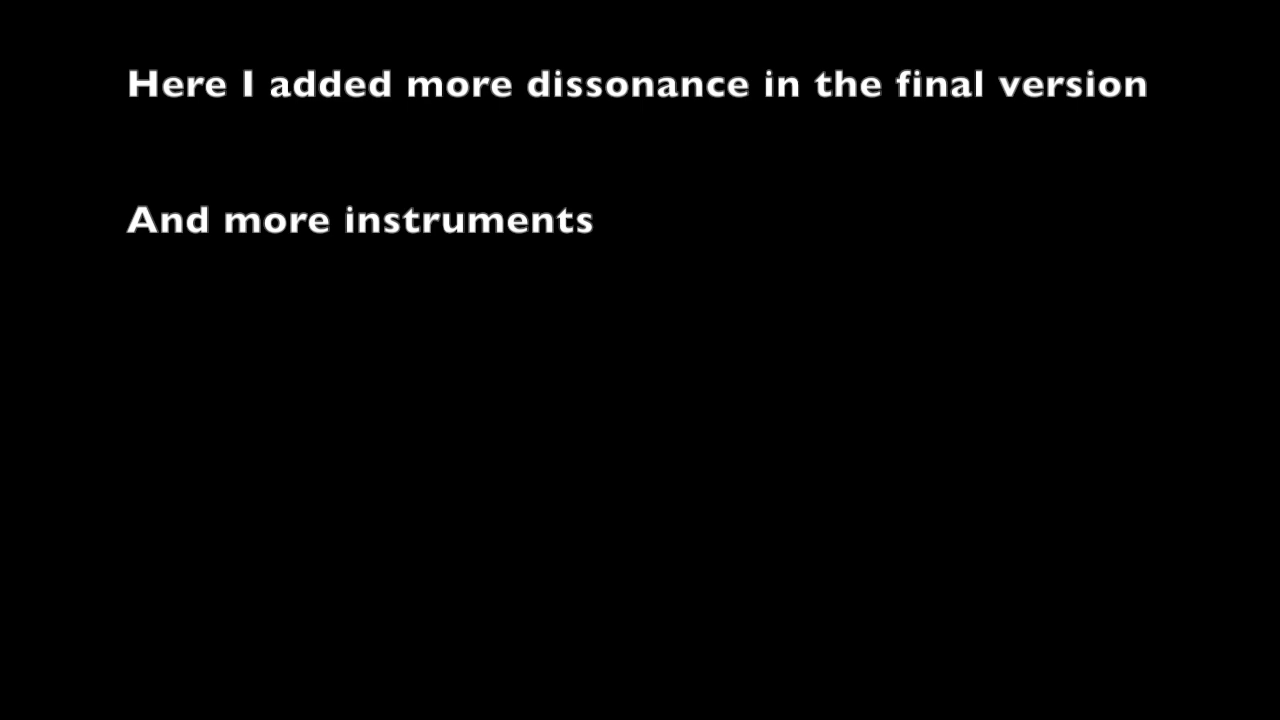 Here I added more dissonance in the final version
And more instruments